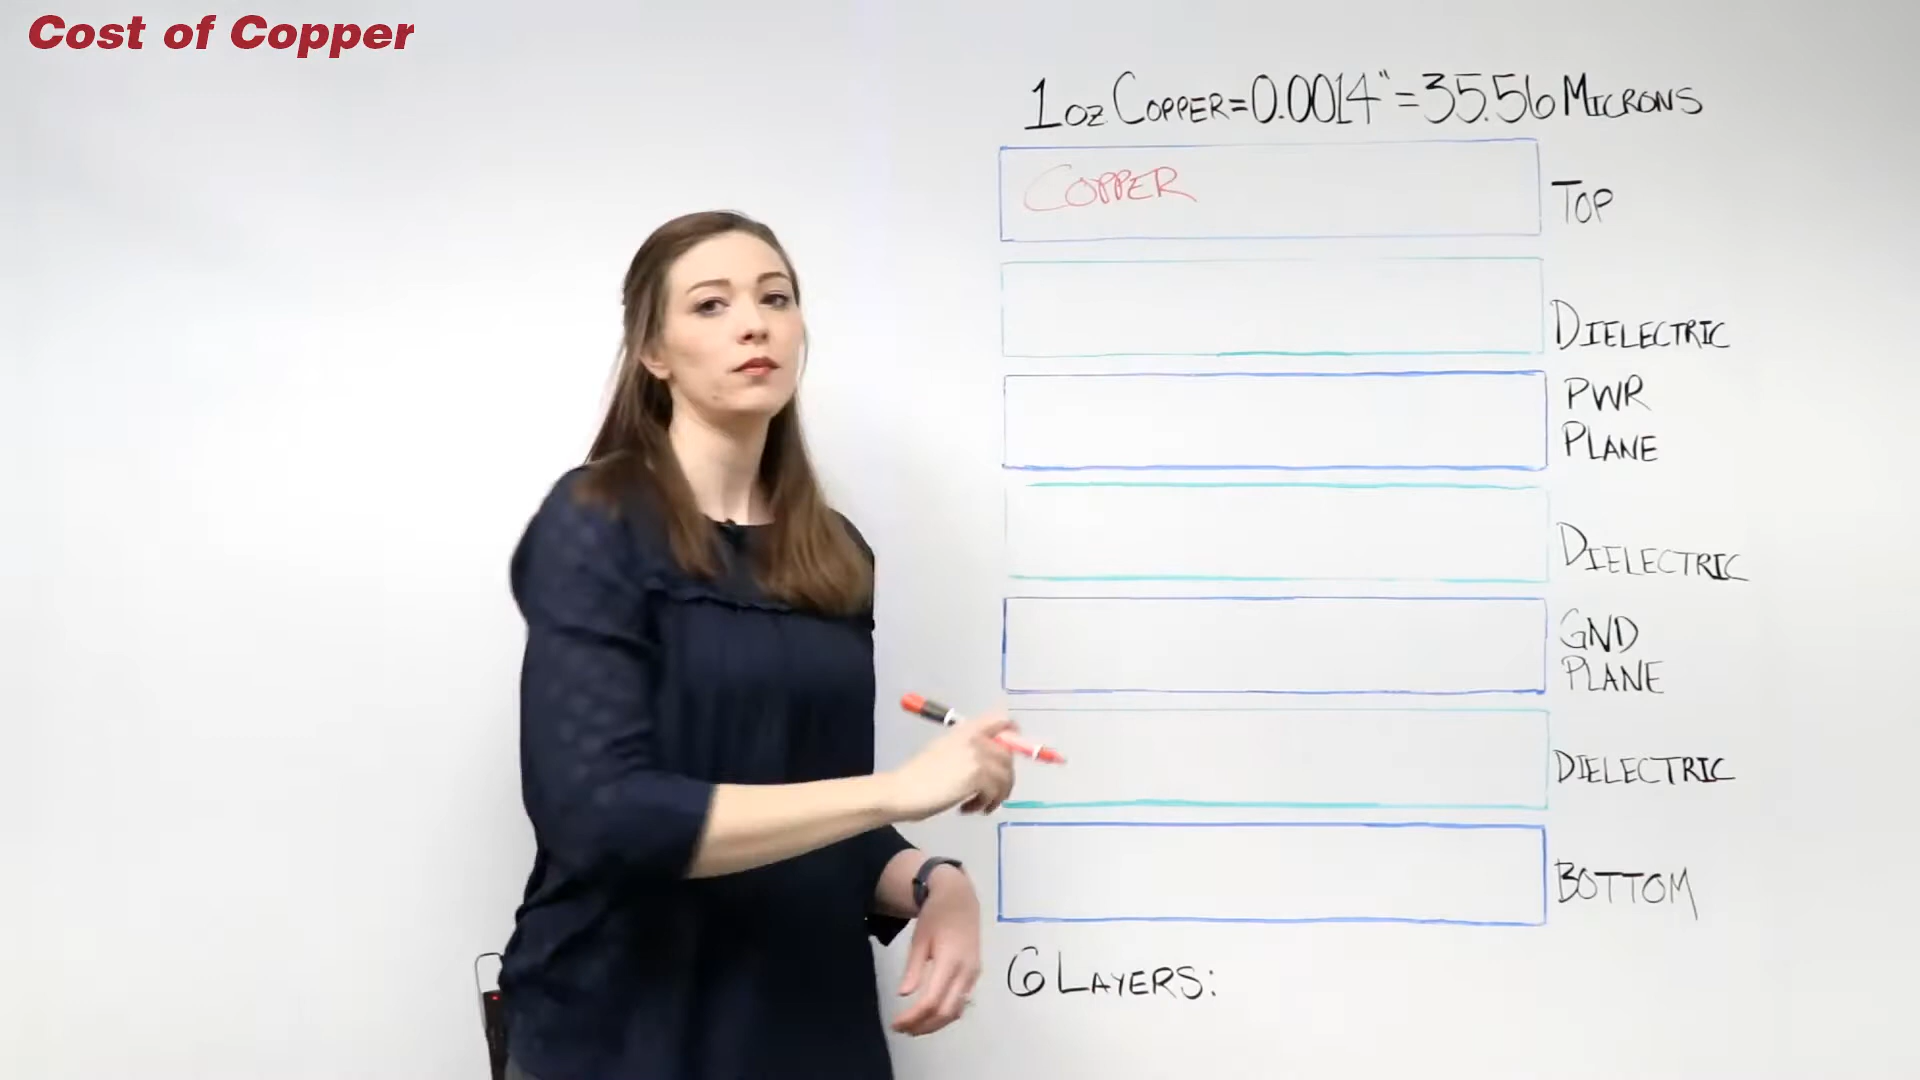 Cost of Copper
1oz Copper=0.0014"=35.56 Microns
COPPER
TOP
DIELECTRIC
PWR
PLANE
DIELECTRIC
GND
PLANE
DIELECTRIC
BOTTOM
6 LAYERS: